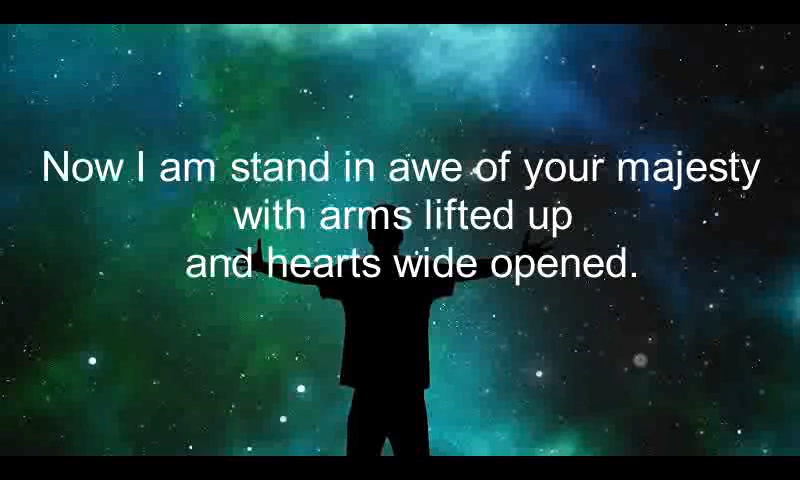 Now I am stand in awe of your majesty
with arms lifted up
and hearts wide opened.